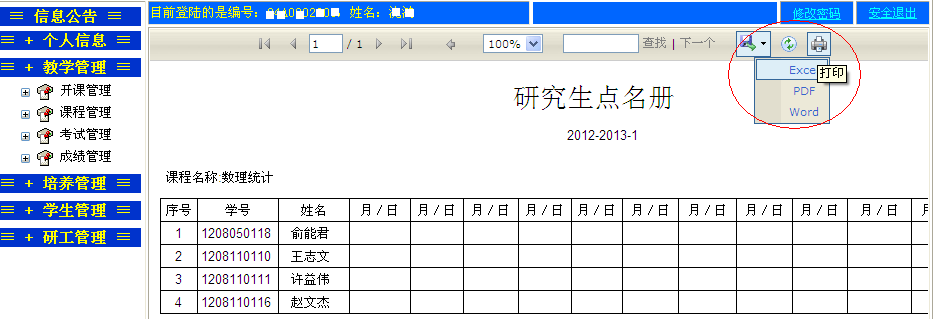 信息公告
+ 个人信息
+ 教学管理
开课管理
课程管理
考试管理
成绩管理
+ 培养管理
+ 学生管理
+ 研工管理
目前登陆的是编号: 姓名:
修改密码 安全退出
1 / 1 100% 查找 | 下一个
Excel
打印
PDF
Word
研究生点名册
2012-2013-1
课程名称:数理统计
序号 学号 姓名 月/日 月/日 月/日 月/日 月/日 月/日 月/日 月/日 月/日 月/日 月
1 1208050118 俞能君
2 1208110110 王志文
3 1208110111 许益伟
4 1208110116 赵文杰